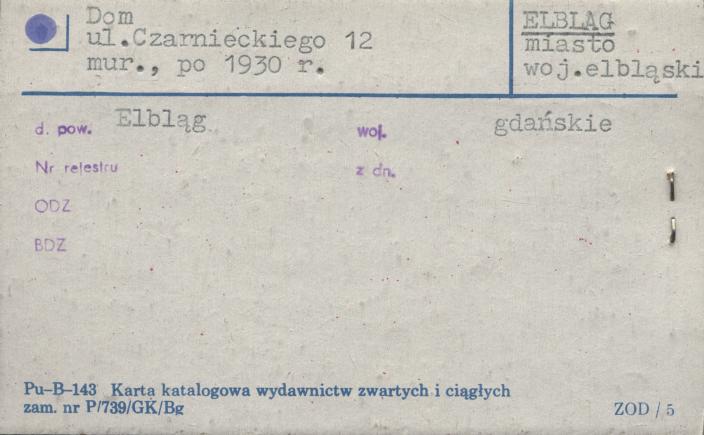 Dom
ul.Czarnieckiego 12
mur., po 1930 r.
ELBLĄG
miasto
woj.elbląski
d. pow. Elbląg woj. gdańskie
Nr rejestru z dn.
ODZ
BDZ
Pu–B–143 Karta katalogowa wydawnictw zwartych i ciągłych
zam. nr P/739/GK/Bg
ZOD / 5